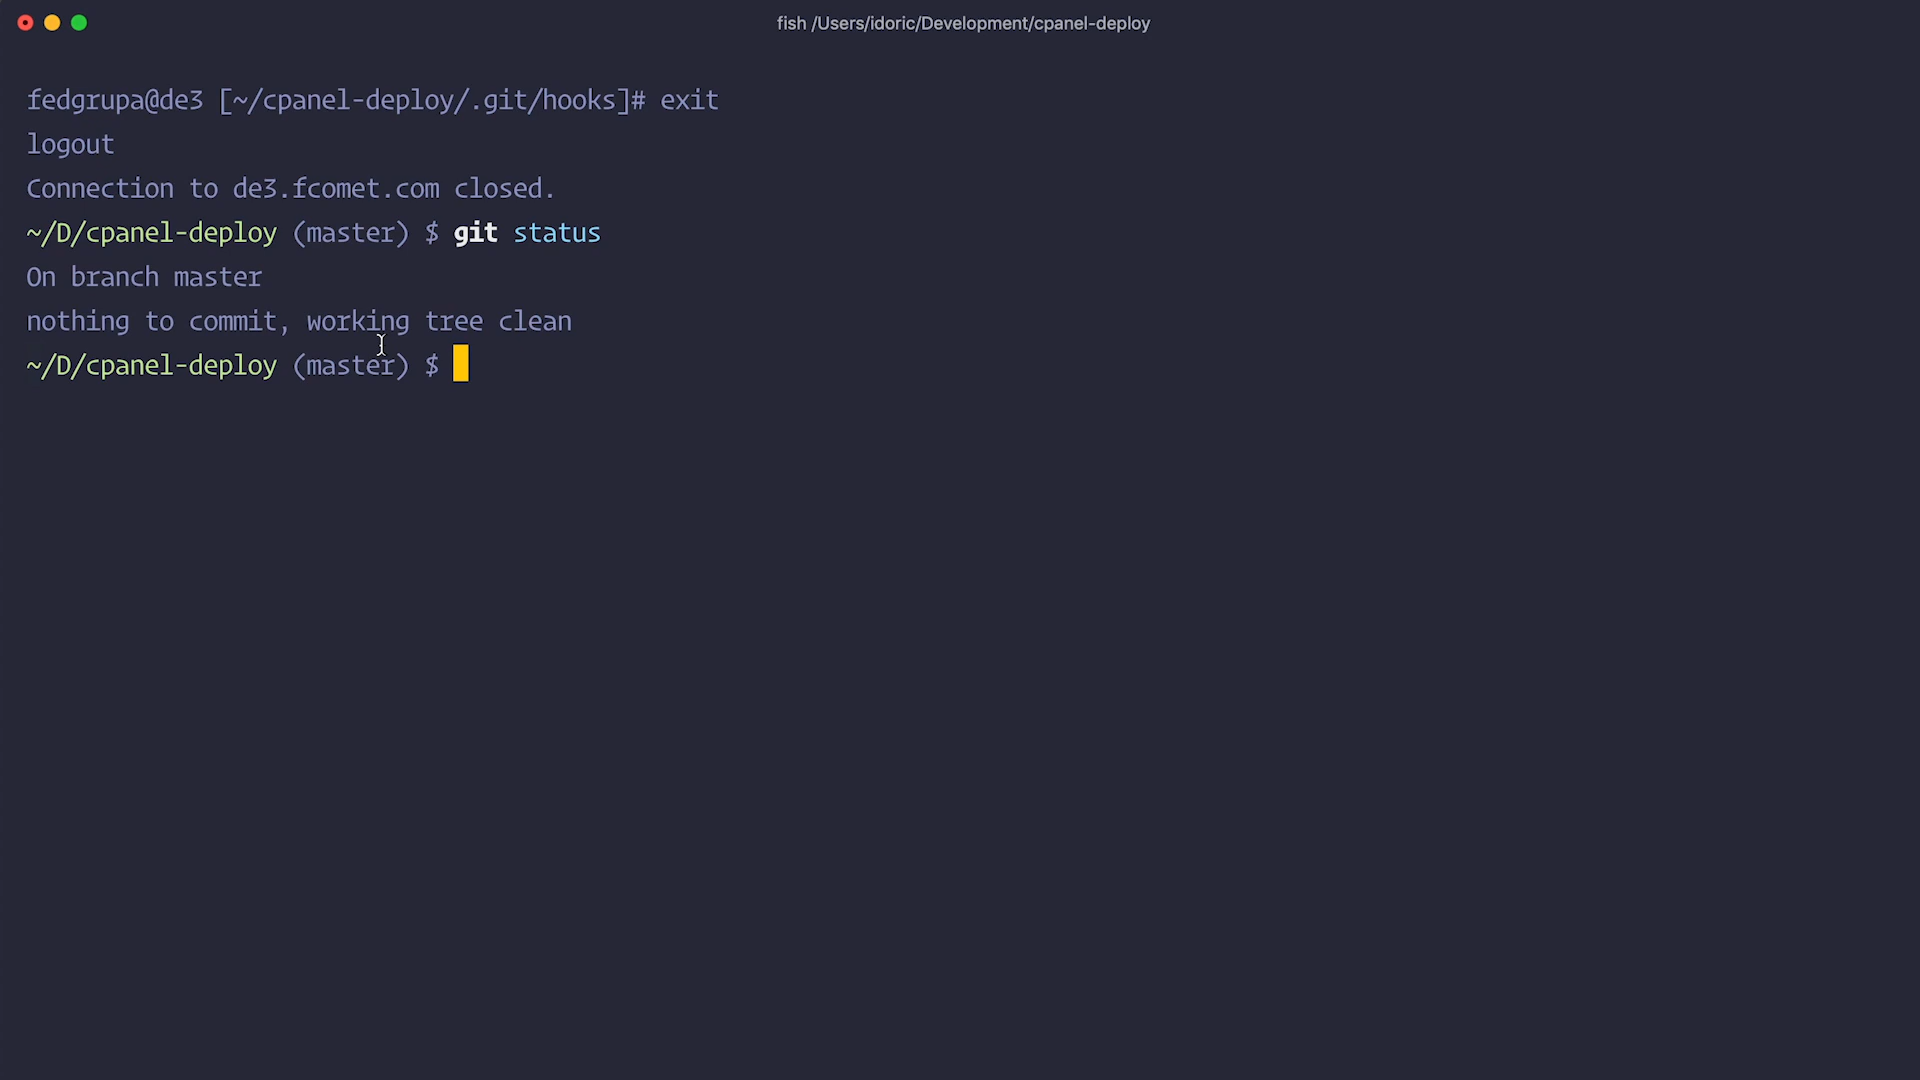 fish /Users/idoric/Development/cpanel-deploy
fedgrupa@de3 [~/cpanel-deploy/.git/hooks]# exit
logout
Connection to de3.fcomet.com closed.
~/D/cpanel-deploy (master) $ git status
On branch master
nothing to commit, working tree clean
~/D/cpanel-deploy (master) $